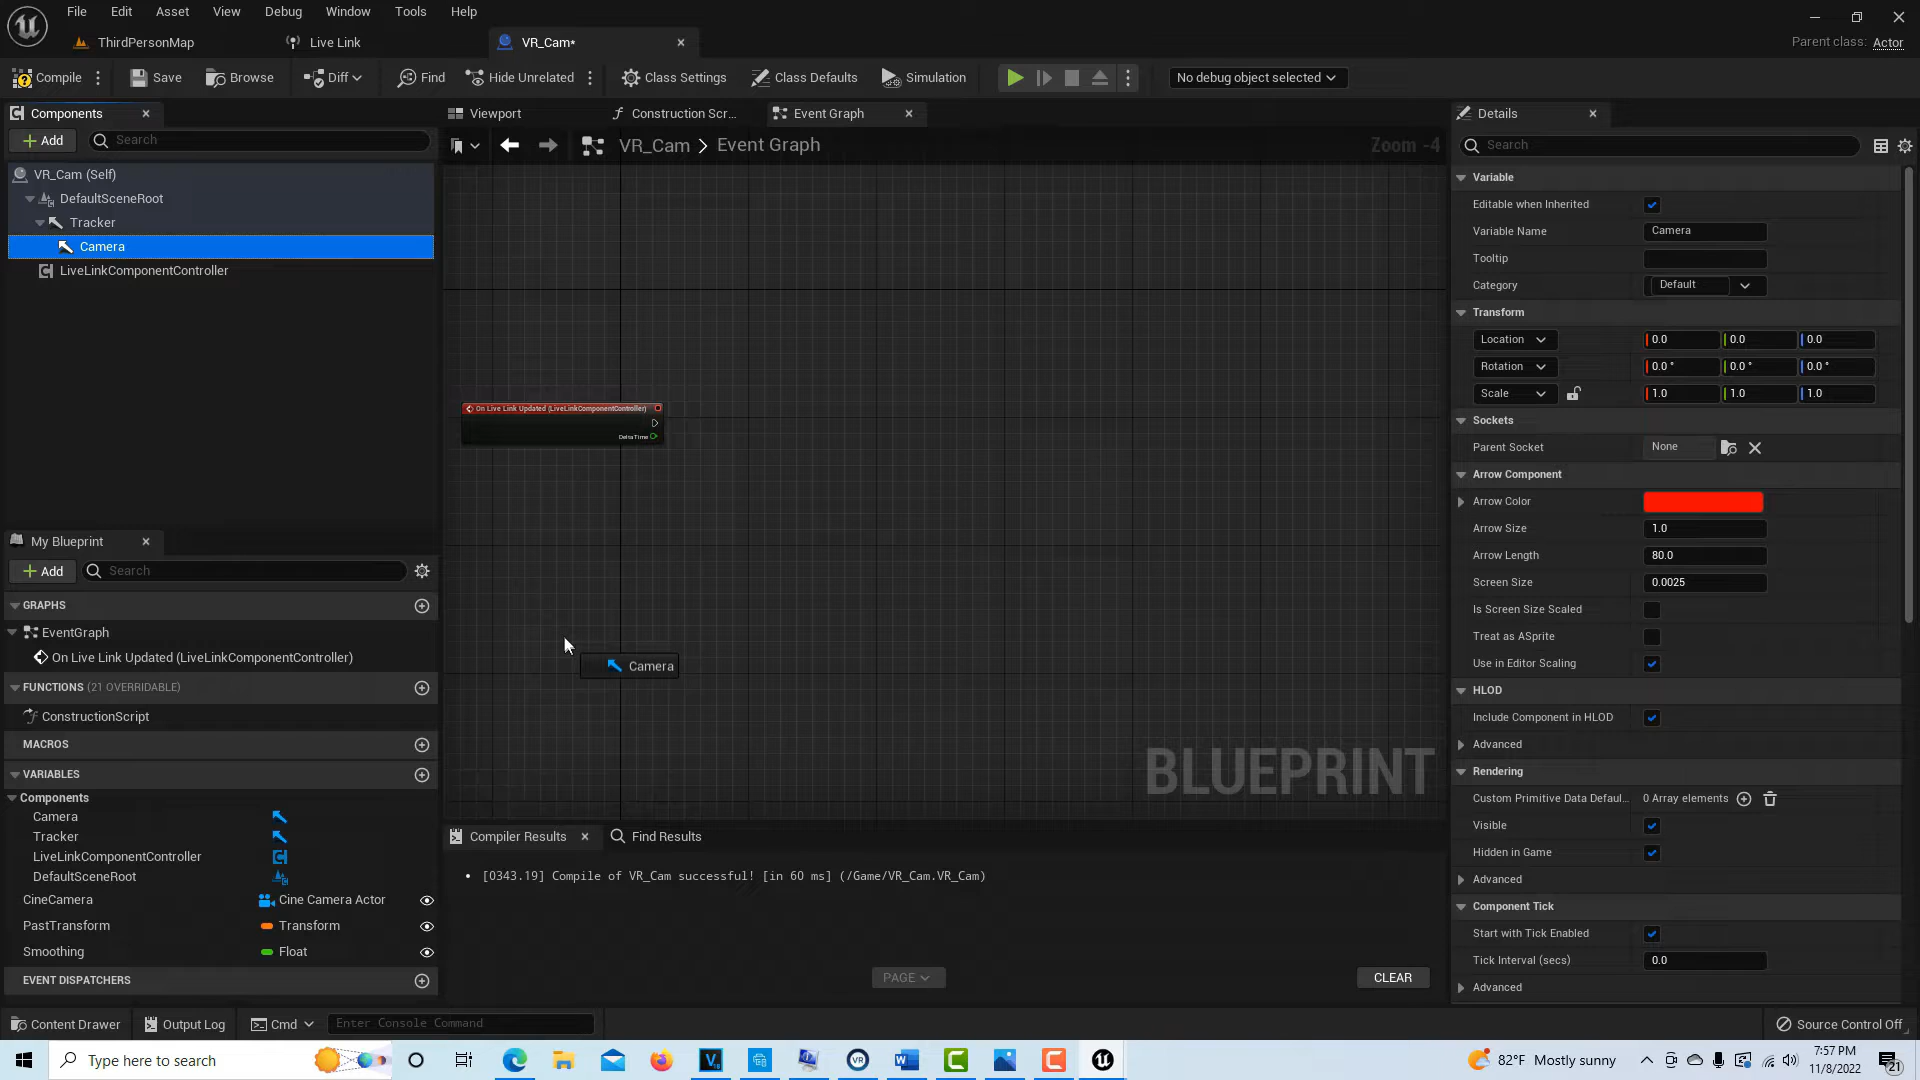 File Edit Asset View Debug Window Tools Help
ThirdPersonMap Live Link VR_Cam* Parent class: Actor
Compile Save Browse Diff Find Hide Unrelated Class Settings Class Defaults Simulation No debug object selected
Components Viewport Construction Scr... Event Graph Details
Add Search VR_Cam > Event Graph Zoom -4 Search
VR_Cam (Self)
DefaultSceneRoot
Tracker
Camera
LiveLinkComponentController
On Live Link Updated (LiveLinkComponentController)
Delta Time
Camera
BLUEPRINT
My Blueprint
Add Search
GRAPHS
EventGraph
On Live Link Updated (LiveLinkComponentController)
FUNCTIONS (21 OVERRIDABLE)
ConstructionScript
MACROS
VARIABLES
Components
Camera
Tracker
LiveLinkComponentController
DefaultSceneRoot
CineCamera Cine Camera Actor
PastTransform Transform
Smoothing Float
EVENT DISPATCHERS
Compiler Results Find Results
• [0343.19] Compile of VR_Cam successful! [in 60 ms] (/Game/VR_Cam.VR_Cam)
PAGE CLEAR
Variable
Editable when Inherited
Variable Name Camera
Tooltip
Category Default
Transform
Location 0.0 0.0 0.0
Rotation 0.0 ° 0.0 ° 0.0 °
Scale 1.0 1.0 1.0
Sockets
Parent Socket None
Arrow Component
Arrow Color
Arrow Size 1.0
Arrow Length 80.0
Screen Size 0.0025
Is Screen Size Scaled
Treat as ASprite
Use in Editor Scaling
HLOD
Include Component in HLOD
Advanced
Rendering
Custom Primitive Data Defaul... 0 Array elements
Visible
Hidden in Game
Advanced
Component Tick
Start with Tick Enabled
Tick Interval (secs) 0.0
Advanced
Content Drawer Output Log Cmd Enter Console Command Source Control Off
Type here to search 82°F Mostly sunny 7:57 PM
11/8/2022 21